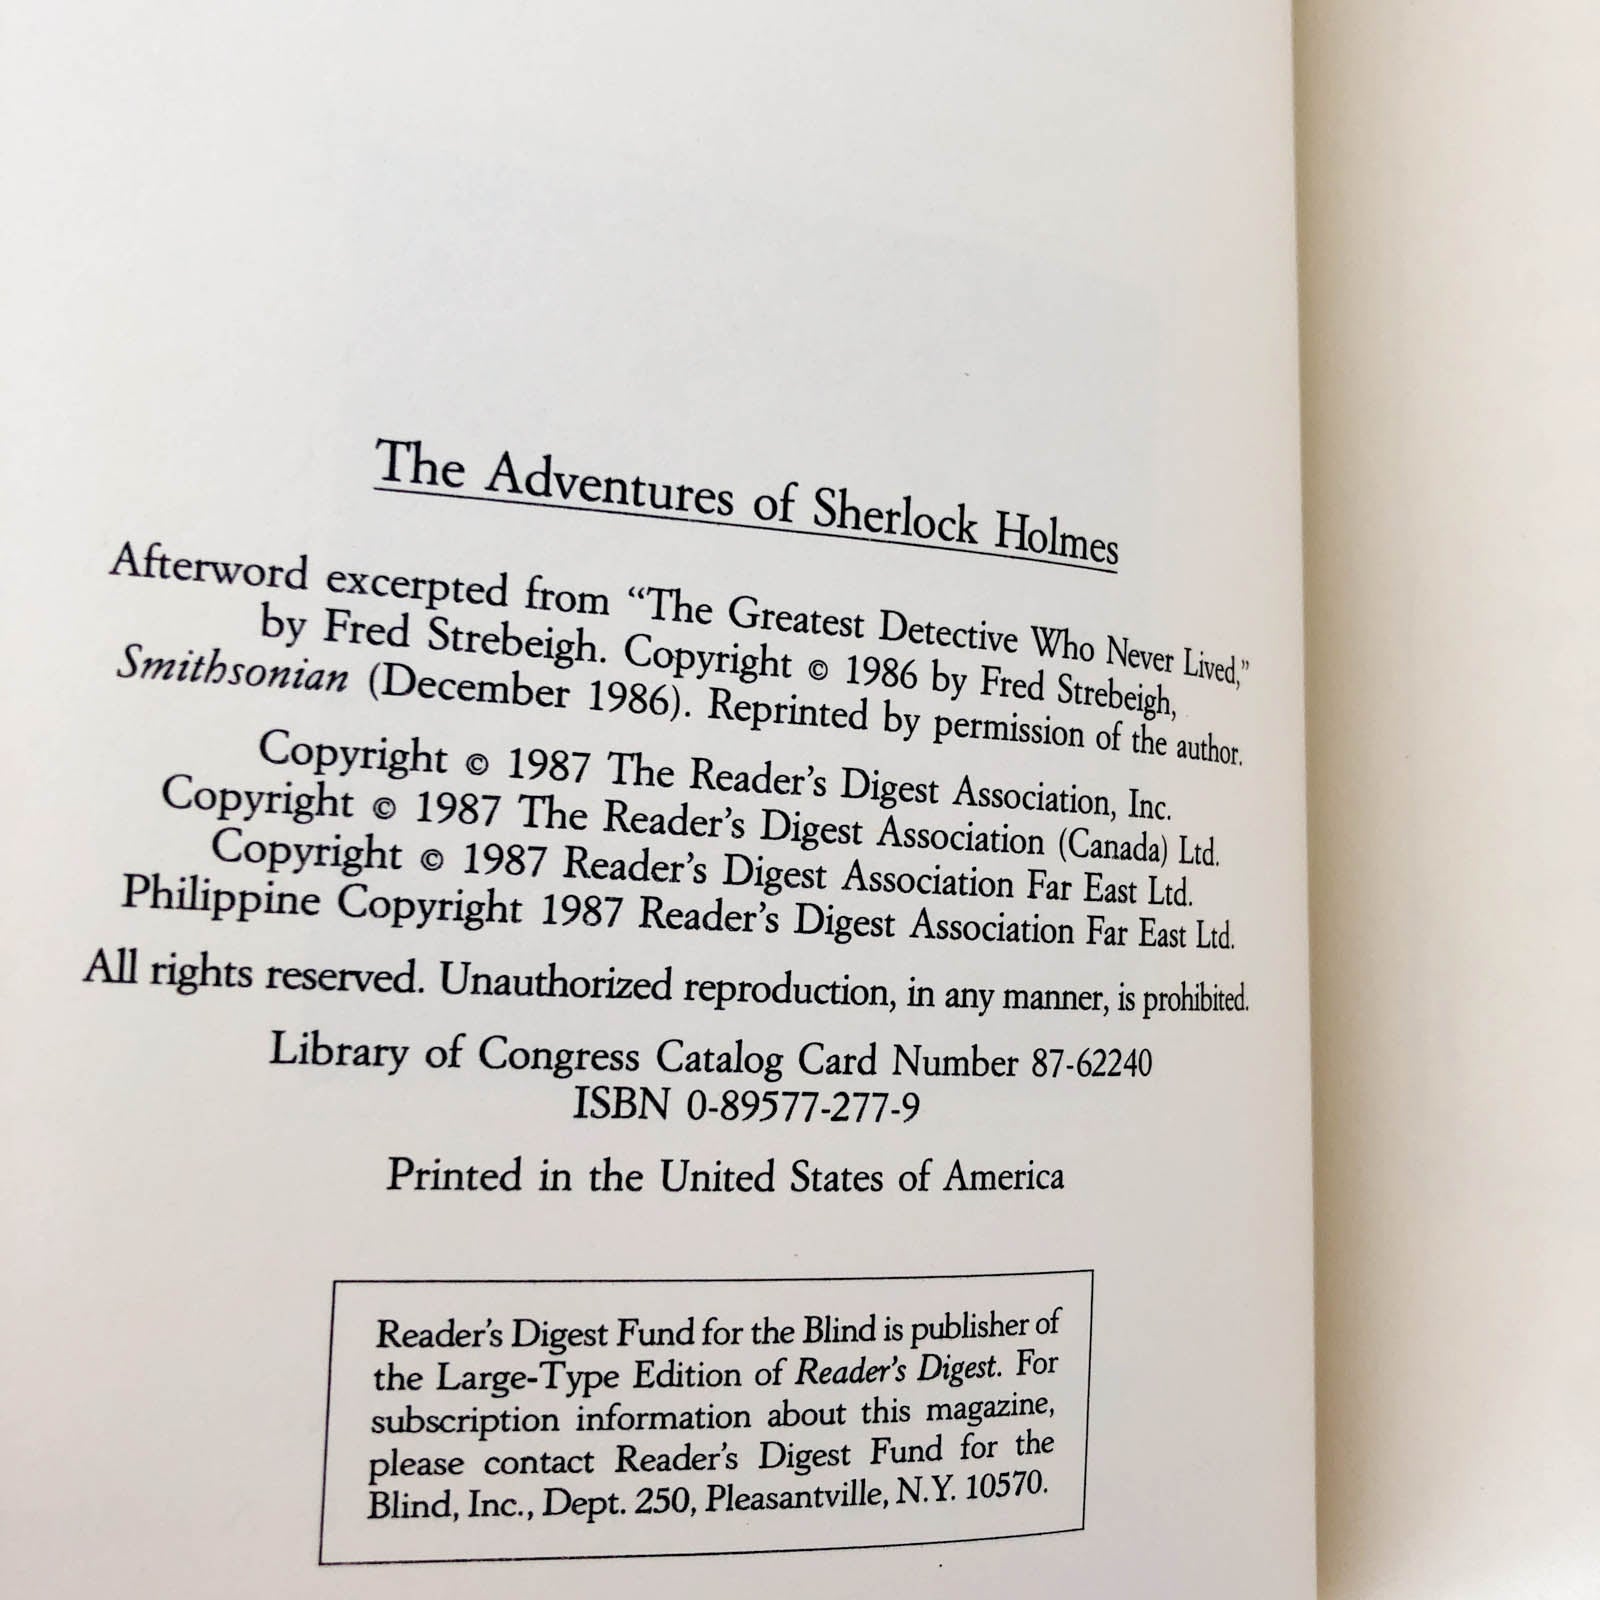 The Adventures of Sherlock Holmes
Afterword excerpted from “The Greatest Detective Who Never Lived,”
by Fred Strebeigh. Copyright © 1986 by Fred Strebeigh,
Smithsonian (December 1986). Reprinted by permission of the author.
Copyright © 1987 The Reader’s Digest Association, Inc.
Copyright © 1987 The Reader’s Digest Association (Canada) Ltd.
Copyright © 1987 Reader’s Digest Association Far East Ltd.
Philippine Copyright 1987 Reader’s Digest Association Far East Ltd.
All rights reserved. Unauthorized reproduction, in any manner, is prohibited.
Library of Congress Catalog Card Number 87-62240
ISBN 0-89577-277-9
Printed in the United States of America
Reader’s Digest Fund for the Blind is publisher of
the Large-Type Edition of Reader’s Digest. For
subscription information about this magazine,
please contact Reader’s Digest Fund for the
Blind, Inc., Dept. 250, Pleasantville, N.Y. 10570.